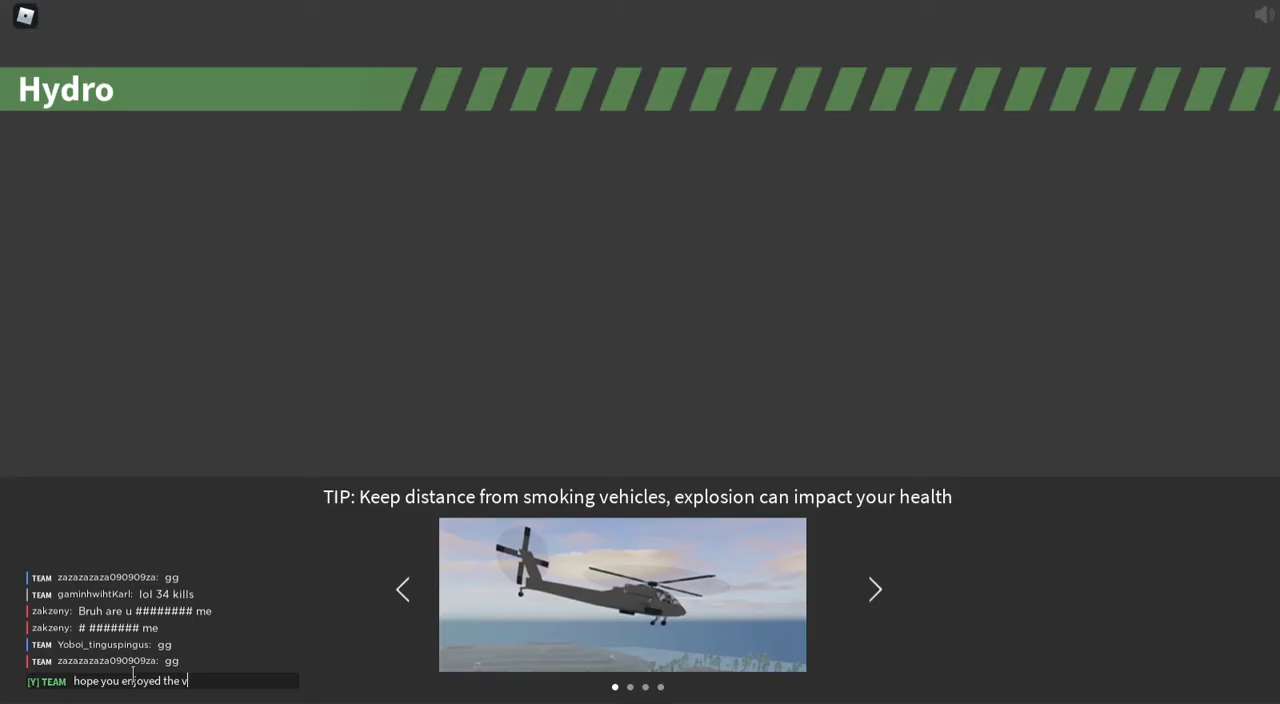 Hydro
TIP: Keep distance from smoking vehicles, explosion can impact your health
TEAM zazazazaza090909za: gg
TEAM gaminhwihtKarl: lol 34 kills
zakzeny: Bruh are u ######## me
zakzeny: # ####### me
TEAM Yoboi_tinguspingus: gg
TEAM zazazazaza090909za: gg
[Y] TEAM hope you enjoyed the v